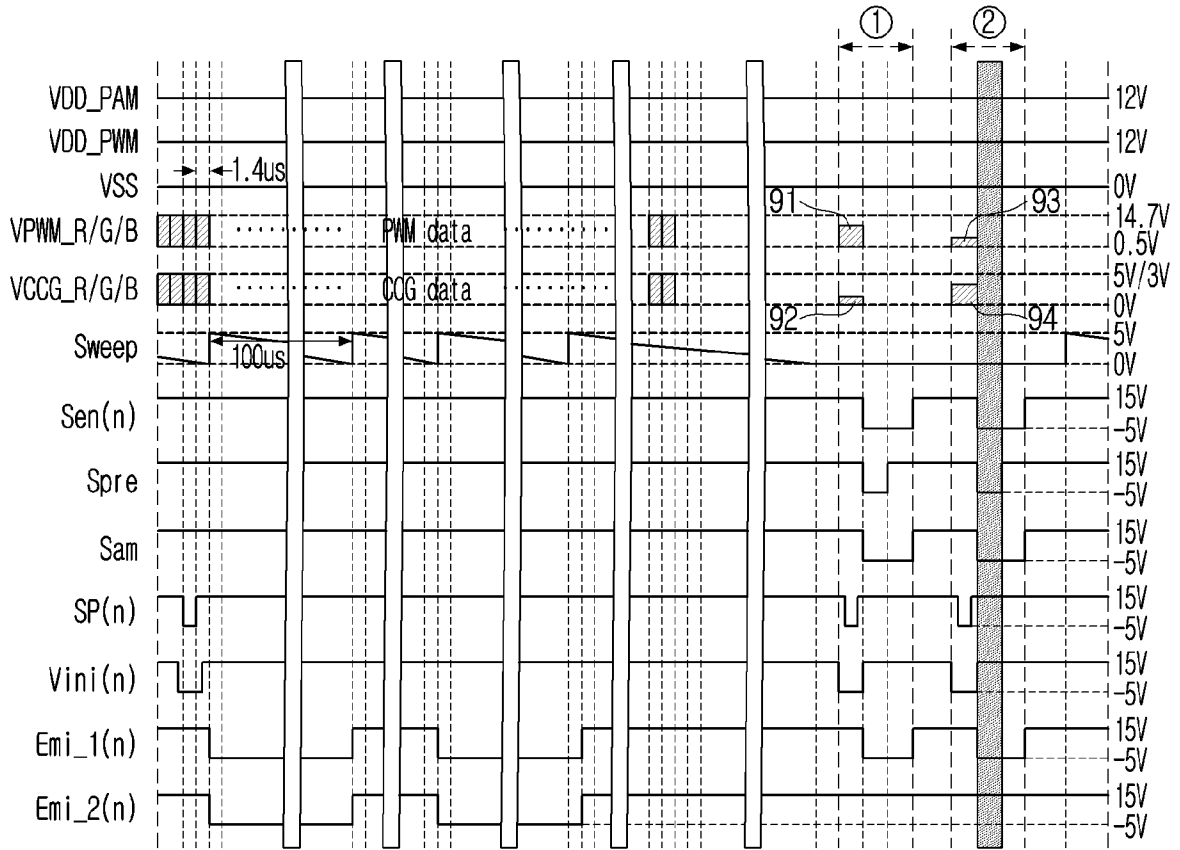 ① ②
VDD_PAM 12V
VDD_PWM 12V
1.4us
VSS 0V
91 93
VPWM_R/G/B PWM data 14.7V
0.5V
VCCG_R/G/B CCG data 5V/3V
0V
92 94
Sweep 100us 5V
0V
Sen(n) 15V
-5V
Spre 15V
-5V
Sam 15V
-5V
SP(n) 15V
-5V
Vini(n) 15V
-5V
Emi_1(n) 15V
-5V
Emi_2(n) 15V
-5V